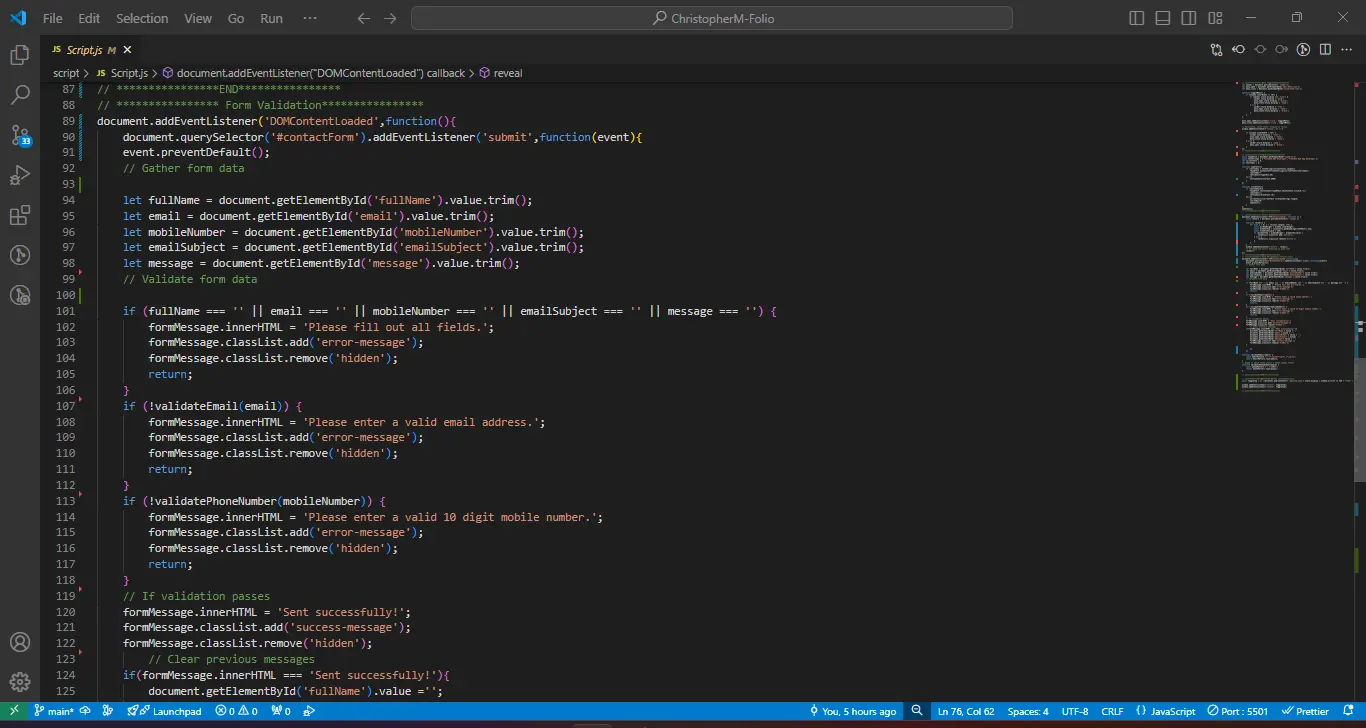 File Edit Selection View Go Run ··· ChristopherM-Folio
JS Script.js M
script > JS Script.js > document.addEventListener("DOMContentLoaded") callback > reveal
87 // ****************END****************
88 // **************** Form Validation****************
89 document.addEventListener('DOMContentLoaded',function(){
90 document.querySelector('#contactForm').addEventListener('submit',function(event){
91 event.preventDefault();
92 // Gather form data
93
94 let fullName = document.getElementById('fullName').value.trim();
95 let email = document.getElementById('email').value.trim();
96 let mobileNumber = document.getElementById('mobileNumber').value.trim();
97 let emailSubject = document.getElementById('emailSubject').value.trim();
98 let message = document.getElementById('message').value.trim();
99 // Validate form data
100
101 if (fullName === '' || email === '' || mobileNumber === '' || emailSubject === '' || message === '') {
102 formMessage.innerHTML = 'Please fill out all fields.';
103 formMessage.classList.add('error-message');
104 formMessage.classList.remove('hidden');
105 return;
106 }
107 if (!validateEmail(email)) {
108 formMessage.innerHTML = 'Please enter a valid email address.';
109 formMessage.classList.add('error-message');
110 formMessage.classList.remove('hidden');
111 return;
112 }
113 if (!validatePhoneNumber(mobileNumber)) {
114 formMessage.innerHTML = 'Please enter a valid 10 digit mobile number.';
115 formMessage.classList.add('error-message');
116 formMessage.classList.remove('hidden');
117 return;
118 }
119 // If validation passes
120 formMessage.innerHTML = 'Sent successfully!';
121 formMessage.classList.add('success-message');
122 formMessage.classList.remove('hidden');
123 // Clear previous messages
124 if(formMessage.innerHTML === 'Sent successfully!'){
125 document.getElementById('fullName').value ='';
33
main* Launchpad 0 0 0 You, 5 hours ago Ln 76, Col 62 Spaces: 4 UTF-8 CRLF {} JavaScript Port : 5501 Prettier